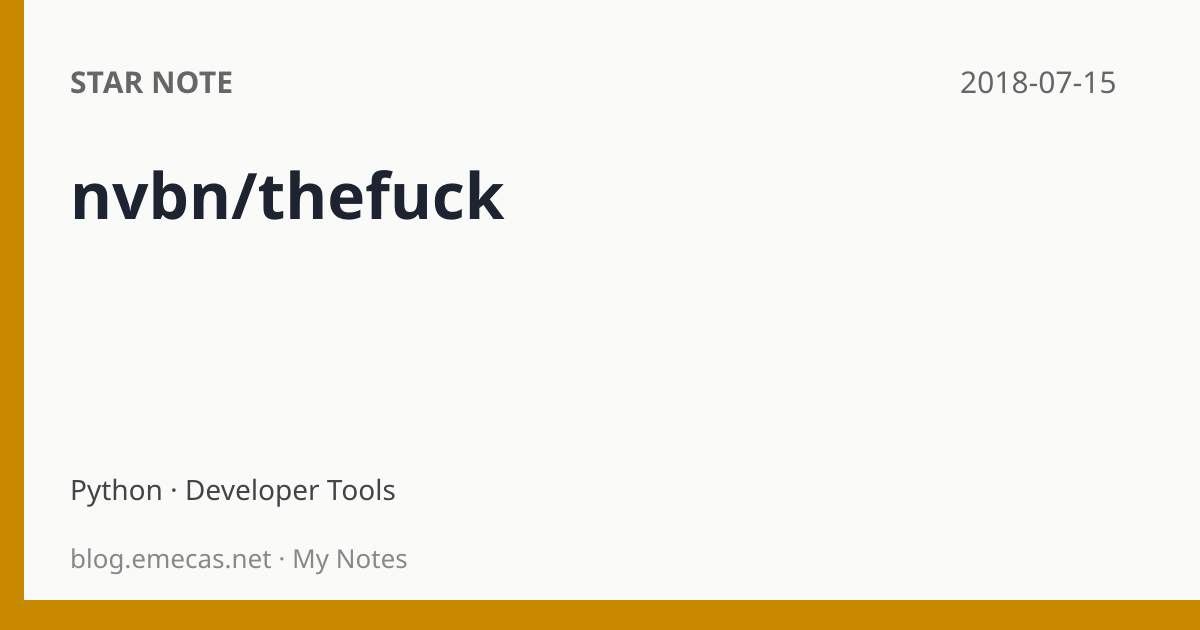 STAR NOTE
2018-07-15
nvbn/thefuck
Python · Developer Tools
blog.emecas.net · My Notes